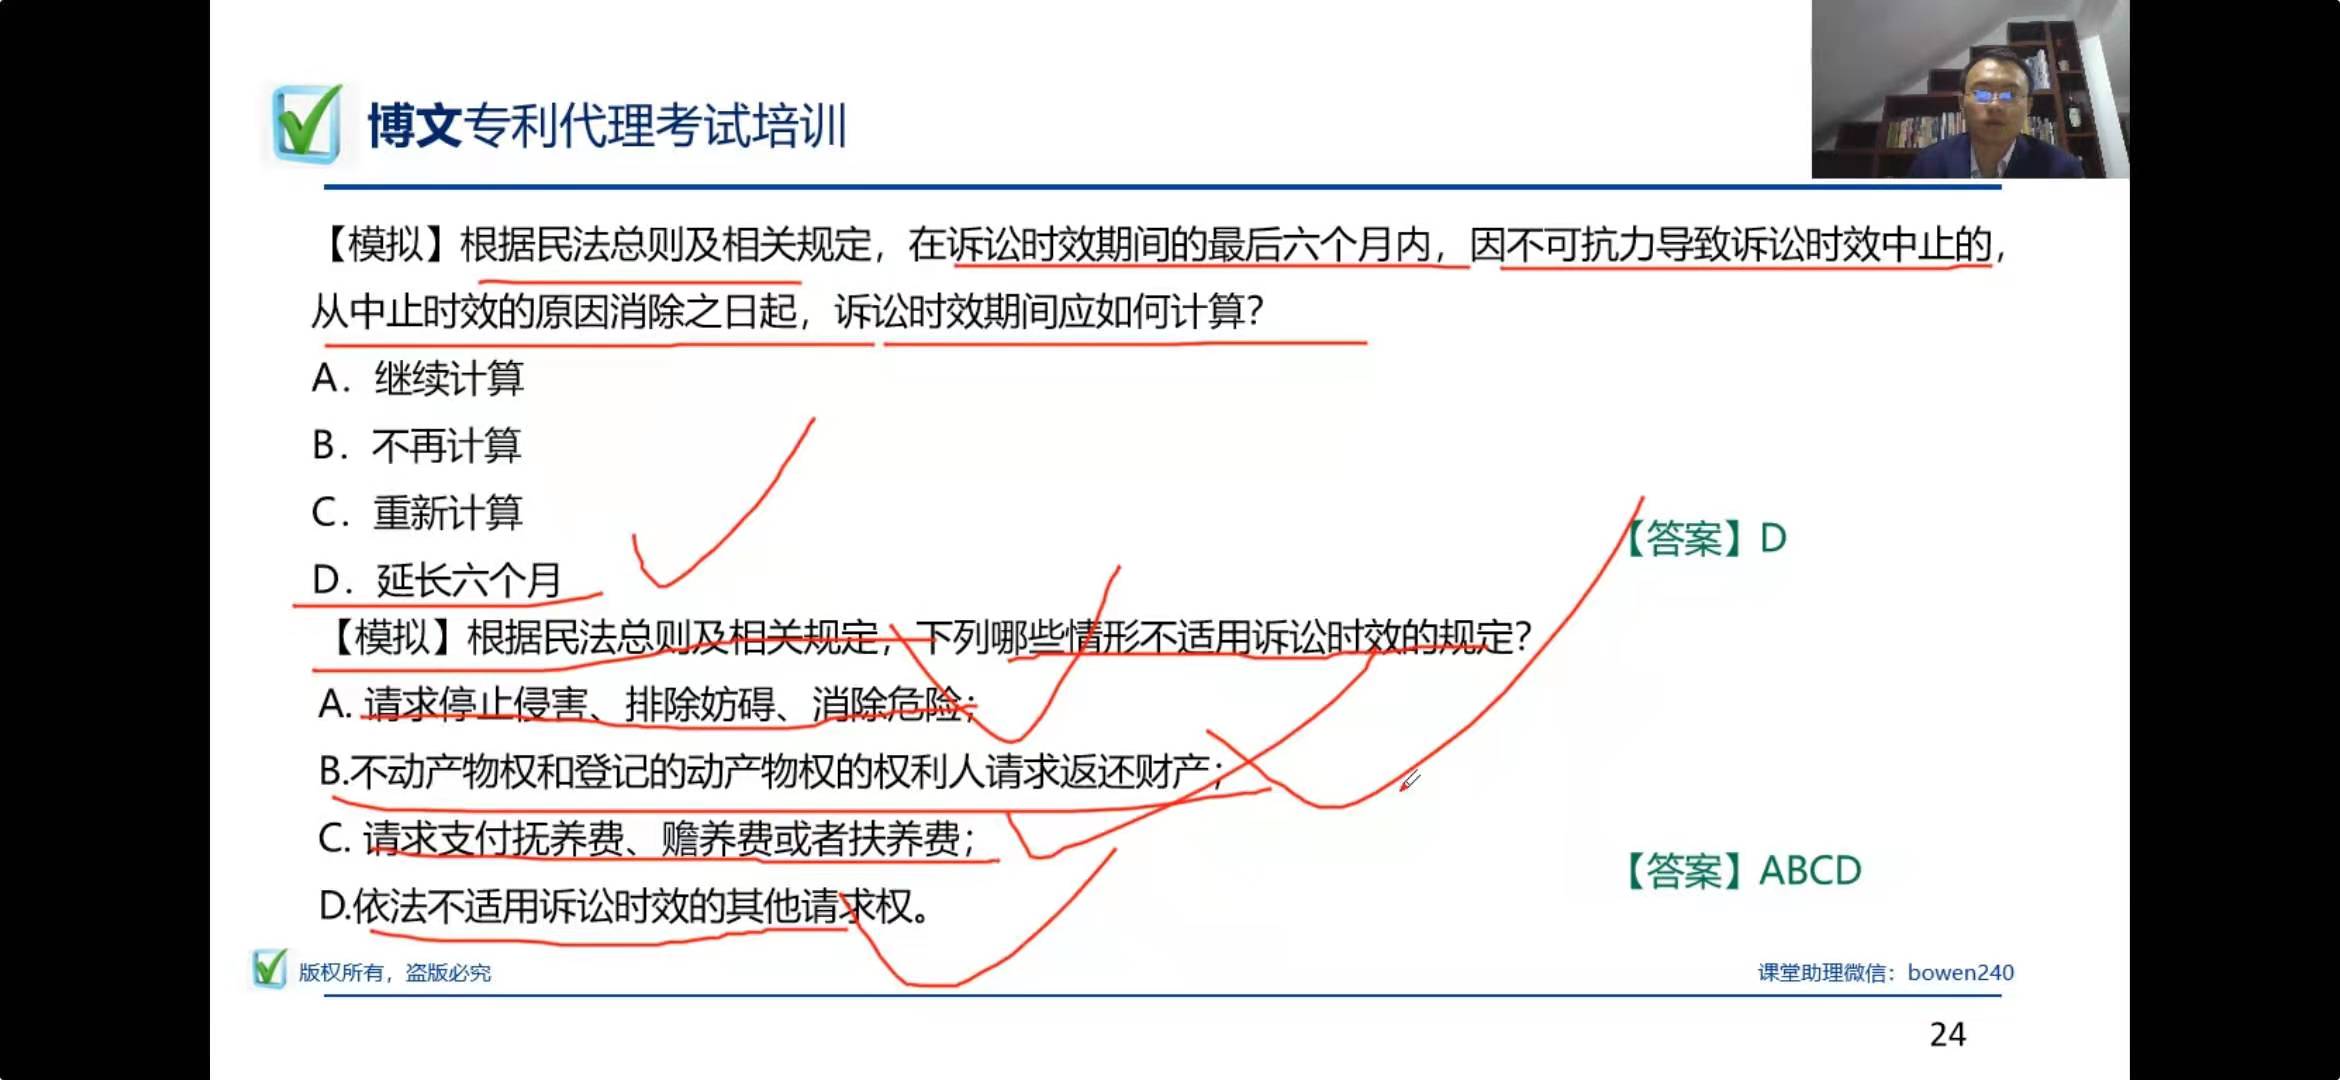 博文专利代理考试培训
【模拟】根据民法总则及相关规定，在诉讼时效期间的最后六个月内，因不可抗力导致诉讼时效中止的，
从中止时效的原因消除之日起，诉讼时效期间应如何计算？
A．继续计算
B．不再计算
C．重新计算
【答案】D
D．延长六个月
【模拟】根据民法总则及相关规定，下列哪些情形不适用诉讼时效的规定？
A. 请求停止侵害、排除妨碍、消除危险；
B.不动产物权和登记的动产物权的权利人请求返还财产；
C. 请求支付抚养费、赡养费或者扶养费；
【答案】ABCD
D.依法不适用诉讼时效的其他请求权。
版权所有，盗版必究
课堂助理微信：bowen240
24